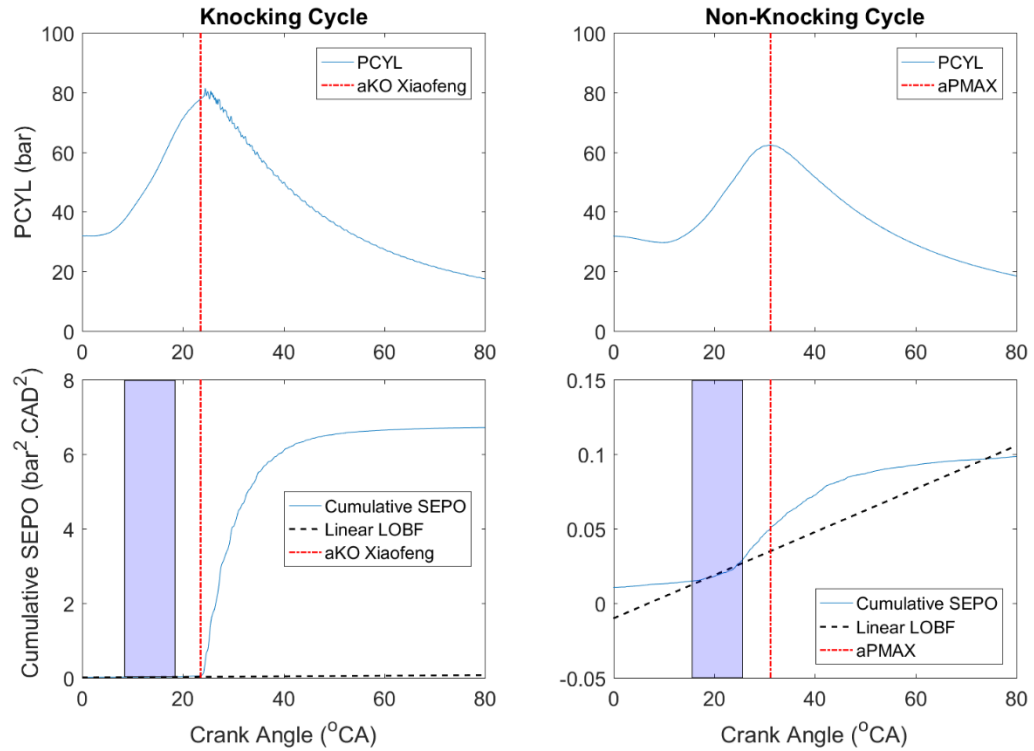 Knocking Cycle
PCYL (bar)
100
80
60
40
20
0
0 20 40 60 80
PCYL
aKO Xiaofeng
Non-Knocking Cycle
100
80
60
40
20
0
0 20 40 60 80
PCYL
aPMAX
Cumulative SEPO (bar².CAD²)
8
6
4
2
0
0 20 40 60 80
Crank Angle (°CA)
Cumulative SEPO
Linear LOBF
aKO Xiaofeng
0.15
0.1
0.05
0
-0.05
0 20 40 60 80
Crank Angle (°CA)
Cumulative SEPO
Linear LOBF
aPMAX